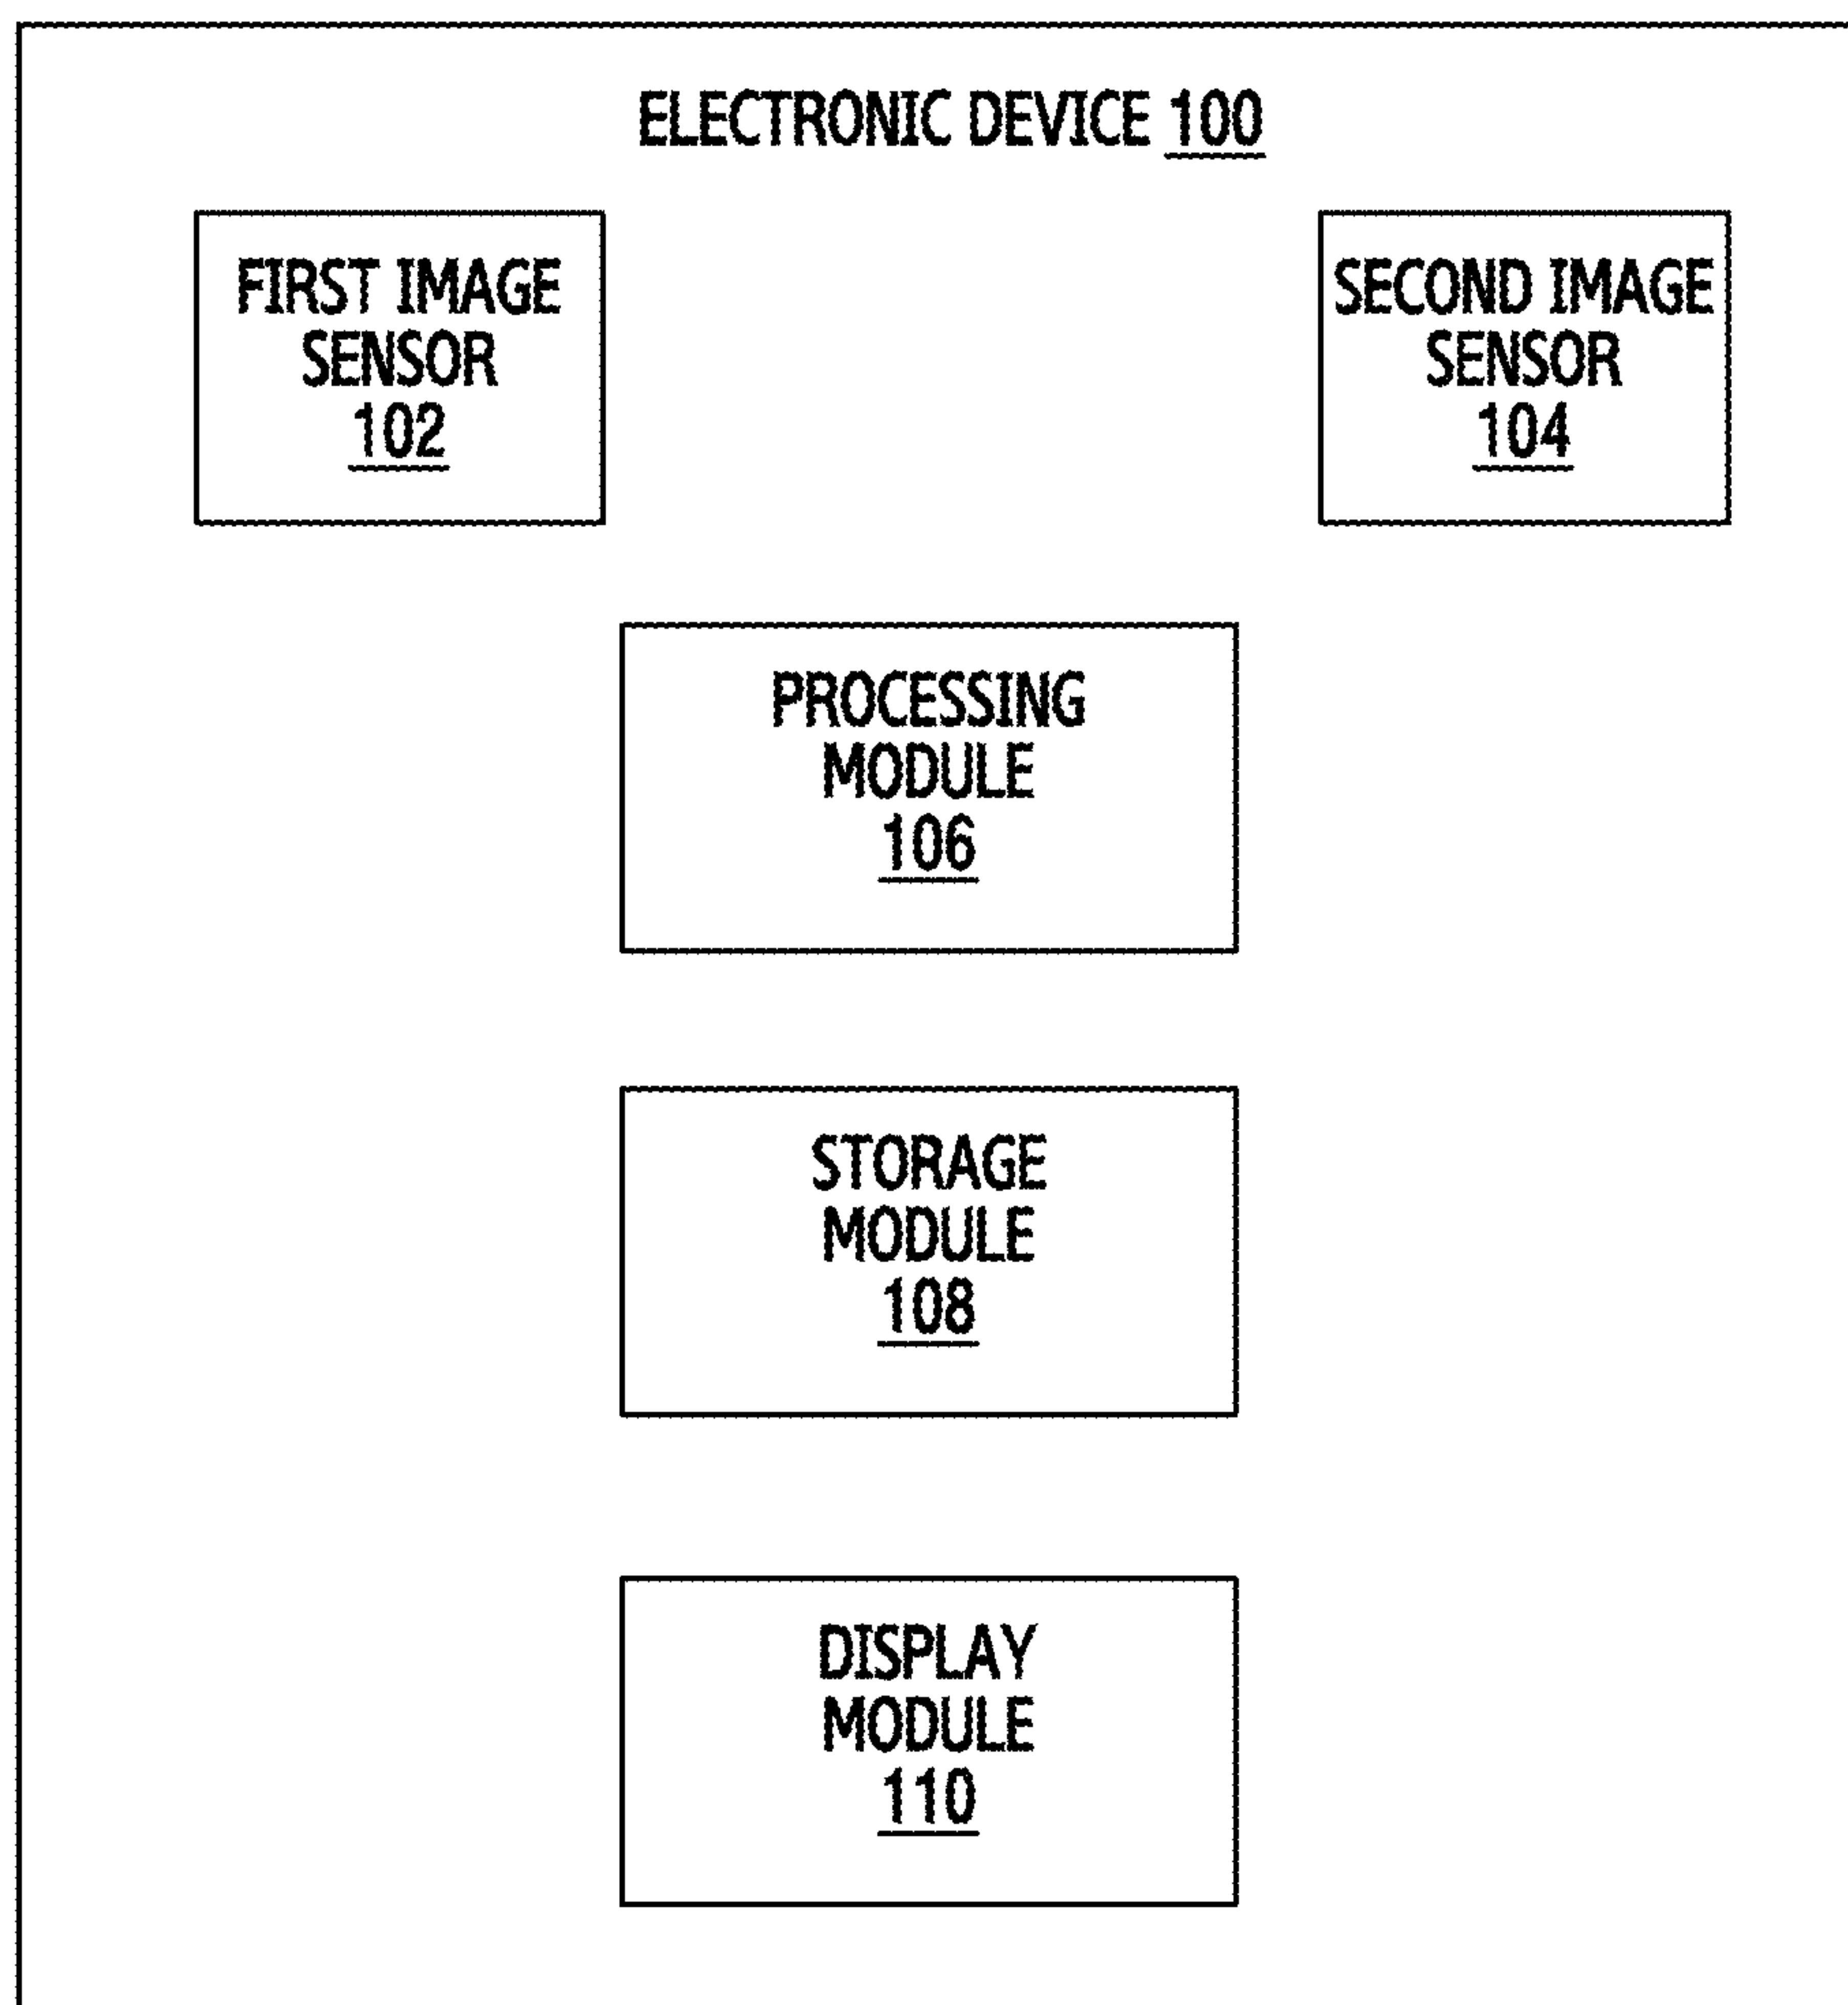 ELECTRONIC DEVICE 100
FIRST IMAGE
SENSOR
102
SECOND IMAGE
SENSOR
104
PROCESSING
MODULE
106
STORAGE
MODULE
108
DISPLAY
MODULE
110